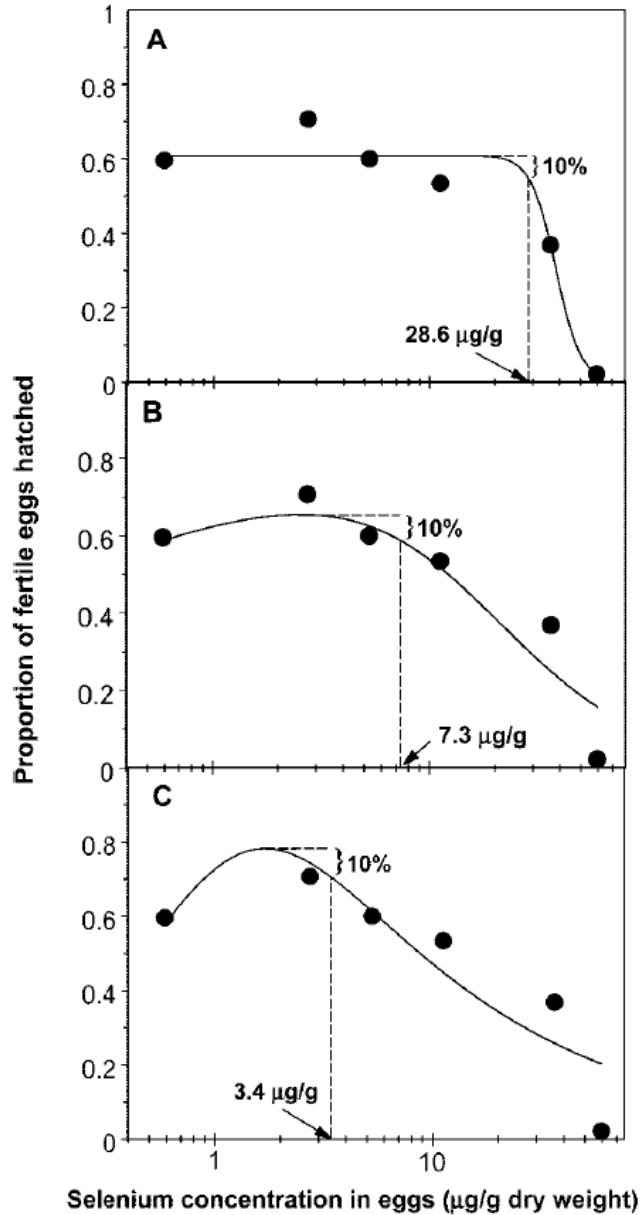 1
A
0.8
0.6
10%
0.4
28.6 µg/g
0.2
0
B
0.8
0.6
10%
0.4
0.2
7.3 µg/g
0
C
0.8
10%
0.6
0.4
0.2
3.4 µg/g
0
1 10
Proportion of fertile eggs hatched
Selenium concentration in eggs (µg/g dry weight)